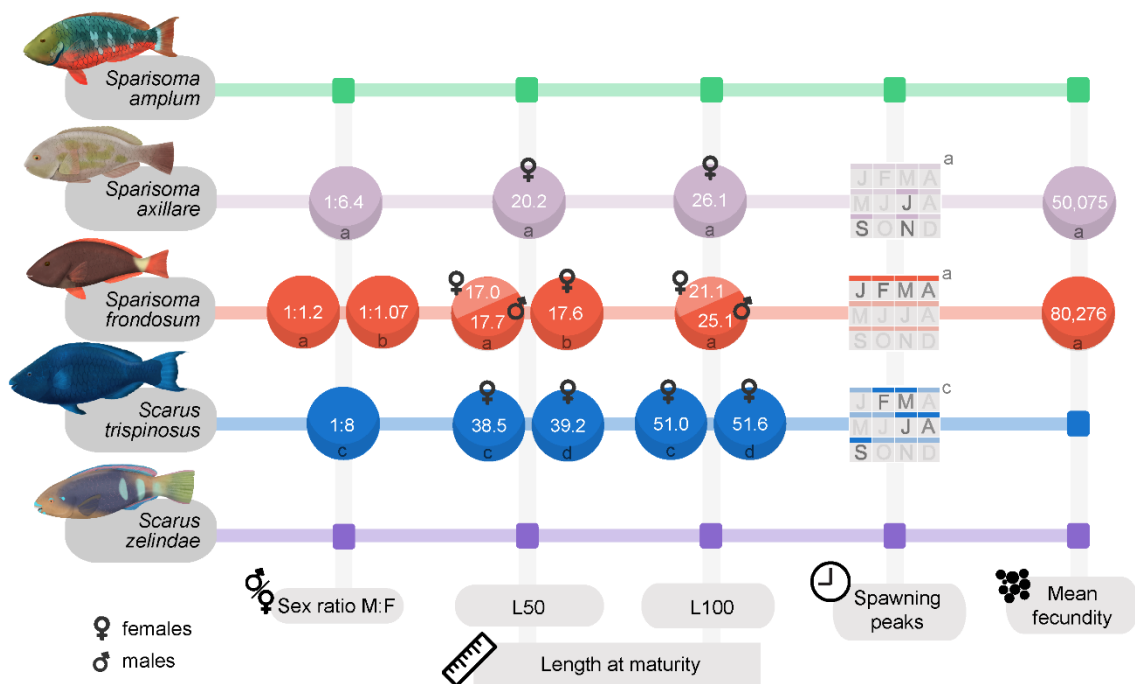 Sparisoma
amplum
Sparisoma
axillare
1:6.4
a
♀
20.2
a
♀
26.1
a
J F M A
M J J A
S O N D
a
50,075
a
Sparisoma
frondosum
1:1.2
a
1:1.07
b
♀
17.0
17.7
♂
a
♀
17.6
b
♀
21.1
25.1
♂
a
J F M A
M J J A
S O N D
a
80,276
a
Scarus
trispinosus
1:8
c
♀
38.5
c
♀
39.2
d
♀
51.0
c
♀
51.6
d
J F M A
M J J A
S O N D
c
Scarus
zelindae
♂/♀ Sex ratio M:F
L50
L100
Spawning
peaks
Mean
fecundity
Length at maturity
♀ females
♂ males